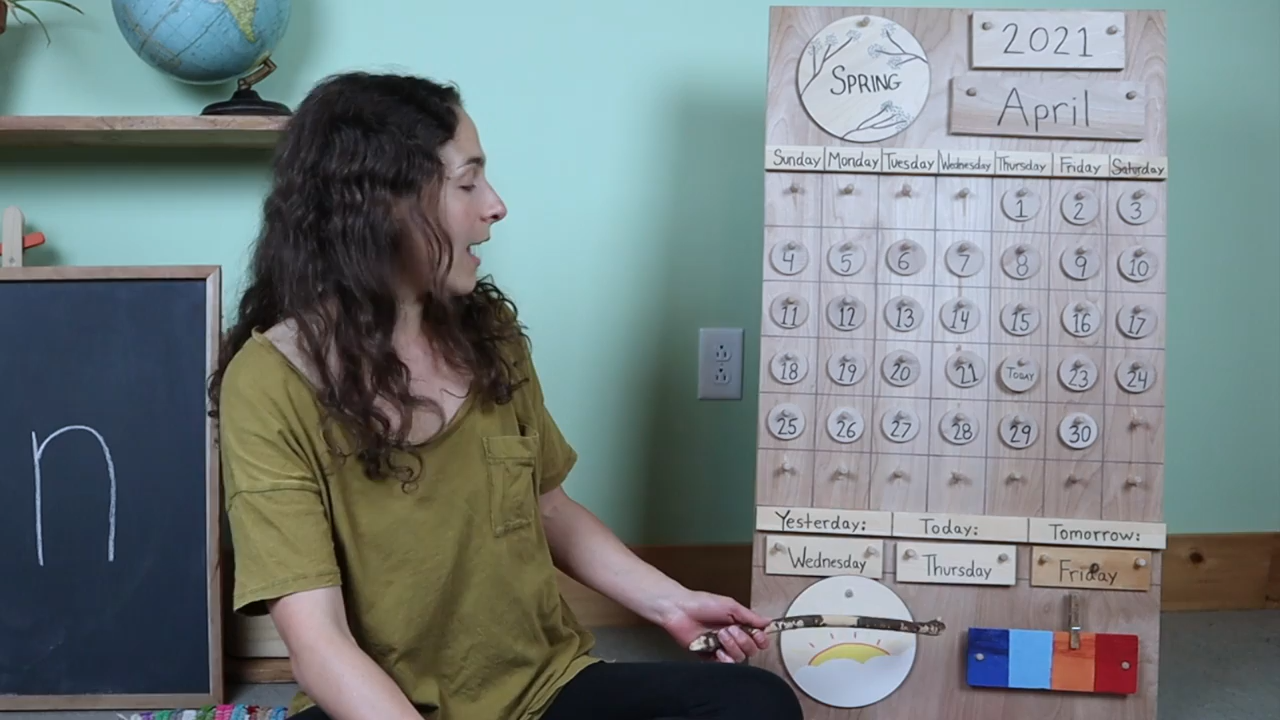 n
SPRING
2021
April
Sunday Monday Tuesday Wednesday Thursday Friday Saturday
1 2 3
4 5 6 7 8 9 10
11 12 13 14 15 16 17
18 19 20 21 TODAY 23 24
25 26 27 28 29 30
Yesterday: Today: Tomorrow:
Wednesday Thursday Friday